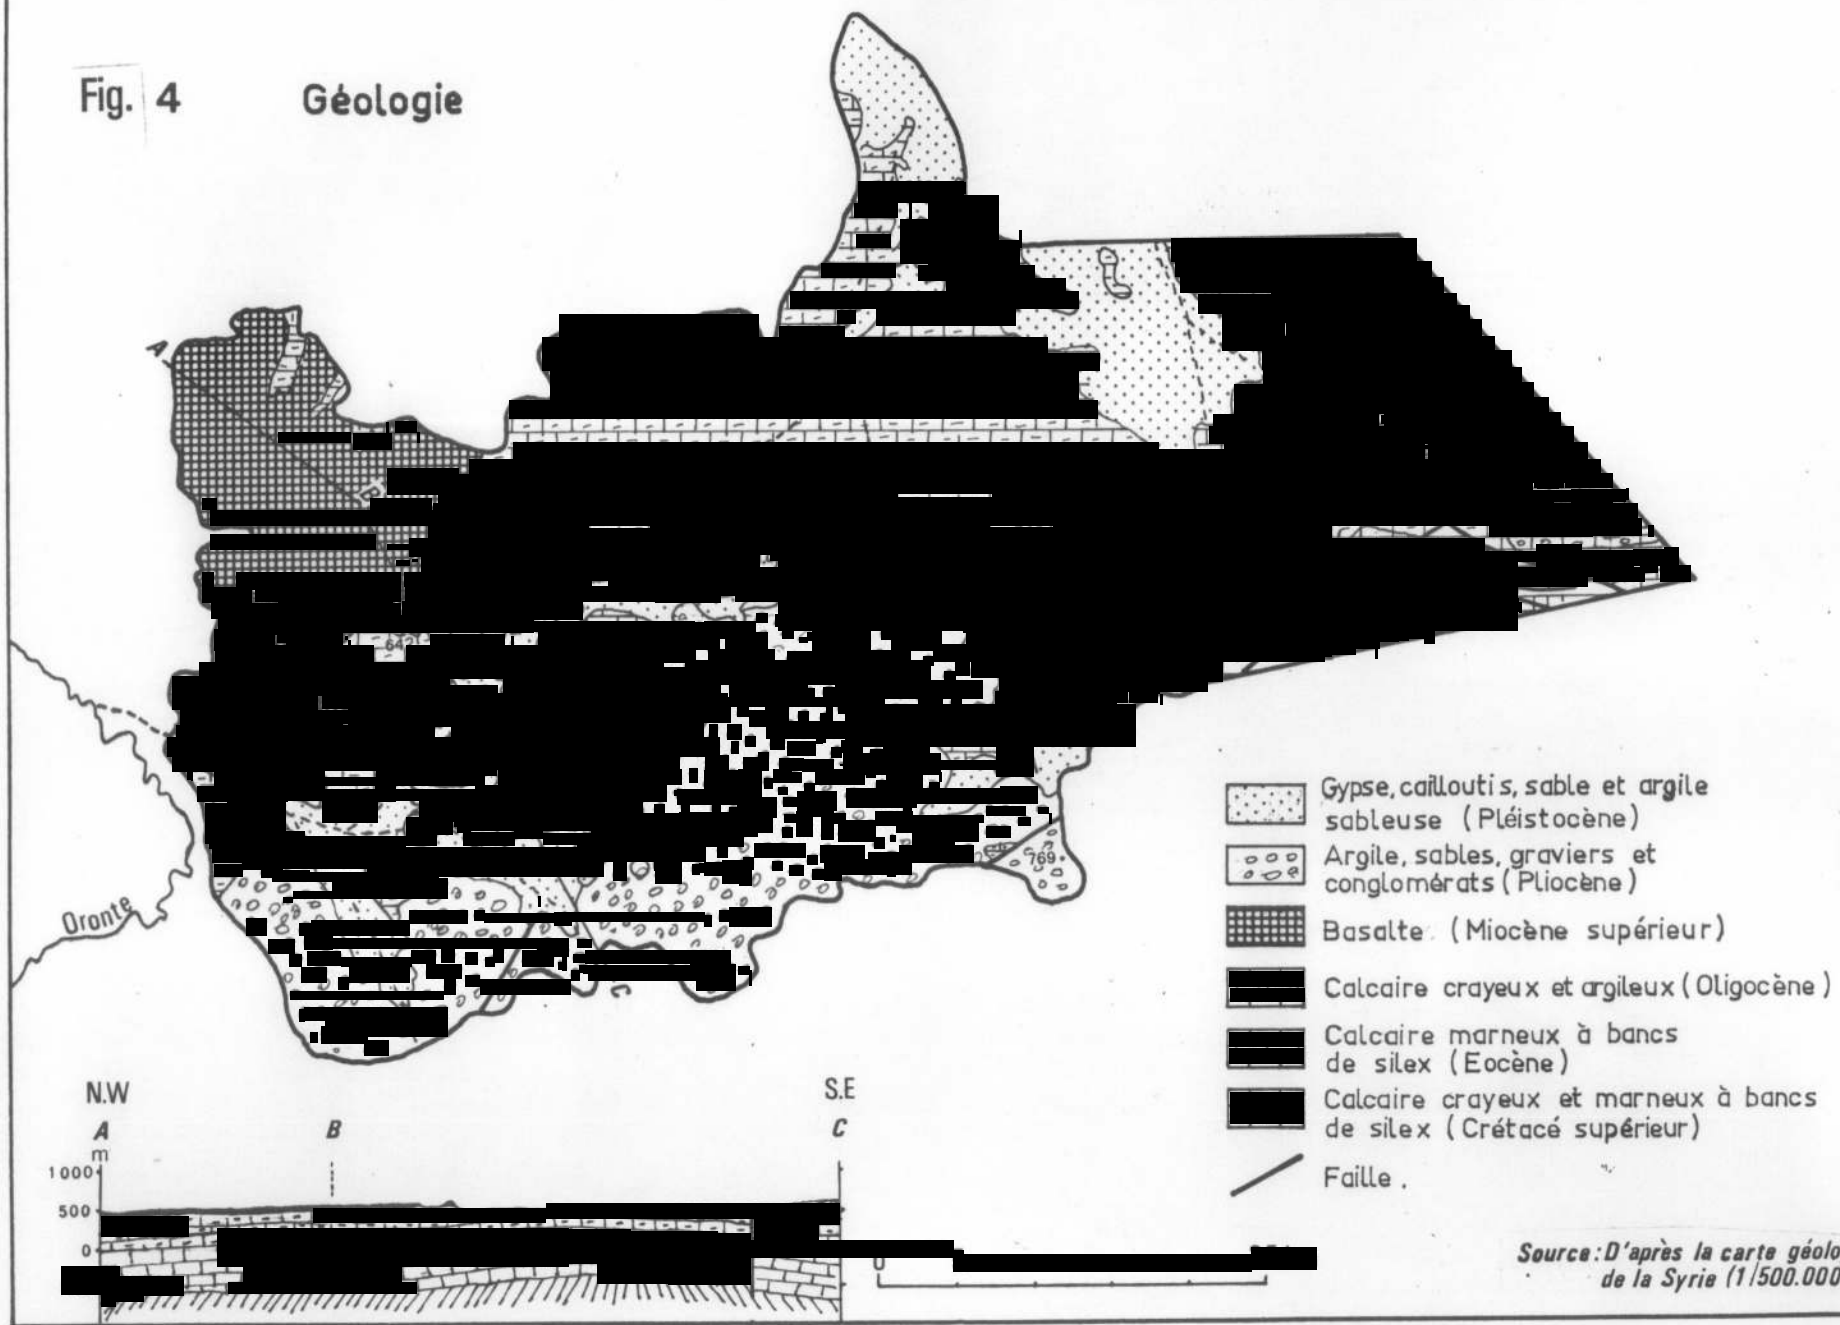 Fig. 4 Géologie
A
B
642
769
C
Oronte
Gypse, cailloutis, sable et argile
sableuse (Pléistocène)
Argile, sables, graviers et
conglomérats (Pliocène)
Basalte (Miocène supérieur)
Calcaire crayeux et argileux (Oligocène)
Calcaire marneux à bancs
de silex (Eocène)
Calcaire crayeux et marneux à bancs
de silex (Crétacé supérieur)
Faille.
N.W S.E
A B C
m
1000
500
0
0
Source: D'après la carte géolo
de la Syrie (1/500.000